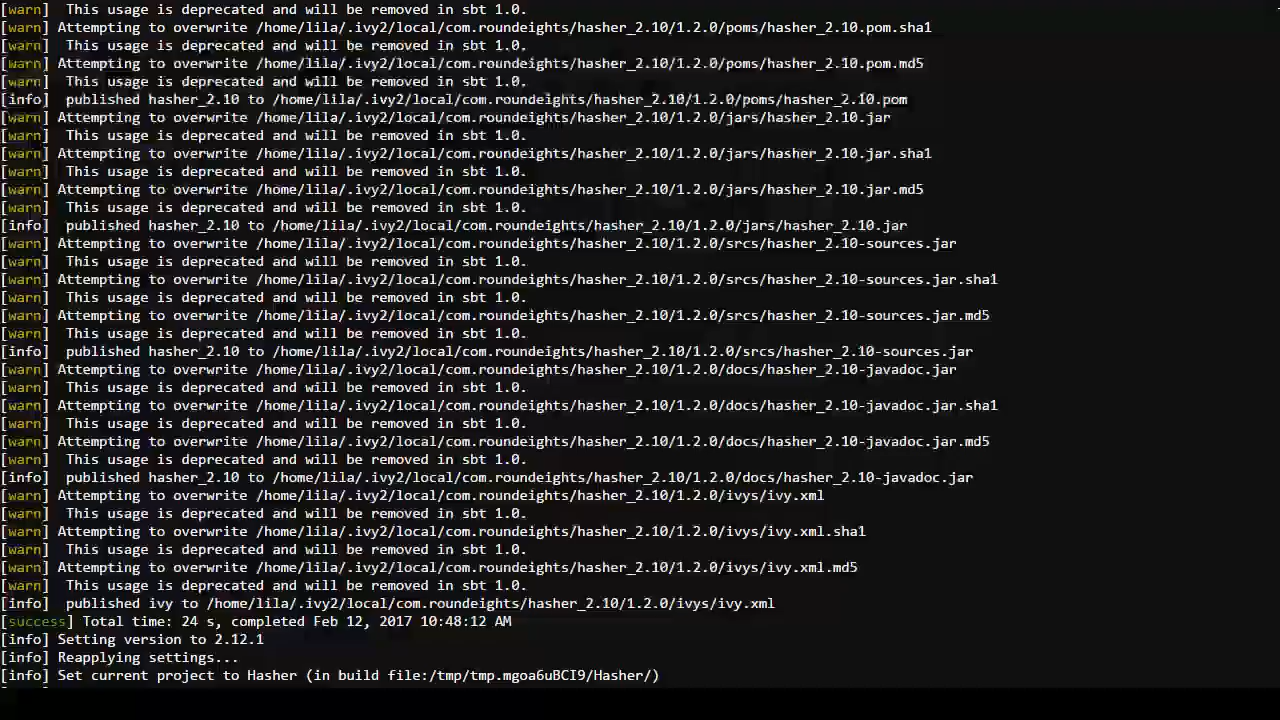 [warn]  This usage is deprecated and will be removed in sbt 1.0.
[warn] Attempting to overwrite /home/lila/.ivy2/local/com.roundeights/hasher_2.10/1.2.0/poms/hasher_2.10.pom.sha1
[warn]  This usage is deprecated and will be removed in sbt 1.0.
[warn] Attempting to overwrite /home/lila/.ivy2/local/com.roundeights/hasher_2.10/1.2.0/poms/hasher_2.10.pom.md5
[warn]  This usage is deprecated and will be removed in sbt 1.0.
[info]  published hasher_2.10 to /home/lila/.ivy2/local/com.roundeights/hasher_2.10/1.2.0/poms/hasher_2.10.pom
[warn] Attempting to overwrite /home/lila/.ivy2/local/com.roundeights/hasher_2.10/1.2.0/jars/hasher_2.10.jar
[warn]  This usage is deprecated and will be removed in sbt 1.0.
[warn] Attempting to overwrite /home/lila/.ivy2/local/com.roundeights/hasher_2.10/1.2.0/jars/hasher_2.10.jar.sha1
[warn]  This usage is deprecated and will be removed in sbt 1.0.
[warn] Attempting to overwrite /home/lila/.ivy2/local/com.roundeights/hasher_2.10/1.2.0/jars/hasher_2.10.jar.md5
[warn]  This usage is deprecated and will be removed in sbt 1.0.
[info]  published hasher_2.10 to /home/lila/.ivy2/local/com.roundeights/hasher_2.10/1.2.0/jars/hasher_2.10.jar
[warn] Attempting to overwrite /home/lila/.ivy2/local/com.roundeights/hasher_2.10/1.2.0/srcs/hasher_2.10-sources.jar
[warn]  This usage is deprecated and will be removed in sbt 1.0.
[warn] Attempting to overwrite /home/lila/.ivy2/local/com.roundeights/hasher_2.10/1.2.0/srcs/hasher_2.10-sources.jar.sha1
[warn]  This usage is deprecated and will be removed in sbt 1.0.
[warn] Attempting to overwrite /home/lila/.ivy2/local/com.roundeights/hasher_2.10/1.2.0/srcs/hasher_2.10-sources.jar.md5
[warn]  This usage is deprecated and will be removed in sbt 1.0.
[info]  published hasher_2.10 to /home/lila/.ivy2/local/com.roundeights/hasher_2.10/1.2.0/srcs/hasher_2.10-sources.jar
[warn] Attempting to overwrite /home/lila/.ivy2/local/com.roundeights/hasher_2.10/1.2.0/docs/hasher_2.10-javadoc.jar
[warn]  This usage is deprecated and will be removed in sbt 1.0.
[warn] Attempting to overwrite /home/lila/.ivy2/local/com.roundeights/hasher_2.10/1.2.0/docs/hasher_2.10-javadoc.jar.sha1
[warn]  This usage is deprecated and will be removed in sbt 1.0.
[warn] Attempting to overwrite /home/lila/.ivy2/local/com.roundeights/hasher_2.10/1.2.0/docs/hasher_2.10-javadoc.jar.md5
[warn]  This usage is deprecated and will be removed in sbt 1.0.
[info]  published hasher_2.10 to /home/lila/.ivy2/local/com.roundeights/hasher_2.10/1.2.0/docs/hasher_2.10-javadoc.jar
[warn] Attempting to overwrite /home/lila/.ivy2/local/com.roundeights/hasher_2.10/1.2.0/ivys/ivy.xml
[warn]  This usage is deprecated and will be removed in sbt 1.0.
[warn] Attempting to overwrite /home/lila/.ivy2/local/com.roundeights/hasher_2.10/1.2.0/ivys/ivy.xml.sha1
[warn]  This usage is deprecated and will be removed in sbt 1.0.
[warn] Attempting to overwrite /home/lila/.ivy2/local/com.roundeights/hasher_2.10/1.2.0/ivys/ivy.xml.md5
[warn]  This usage is deprecated and will be removed in sbt 1.0.
[info]  published ivy to /home/lila/.ivy2/local/com.roundeights/hasher_2.10/1.2.0/ivys/ivy.xml
[success] Total time: 24 s, completed Feb 12, 2017 10:48:12 AM
[info] Setting version to 2.12.1
[info] Reapplying settings...
[info] Set current project to Hasher (in build file:/tmp/tmp.mgoa6uBCI9/Hasher/)